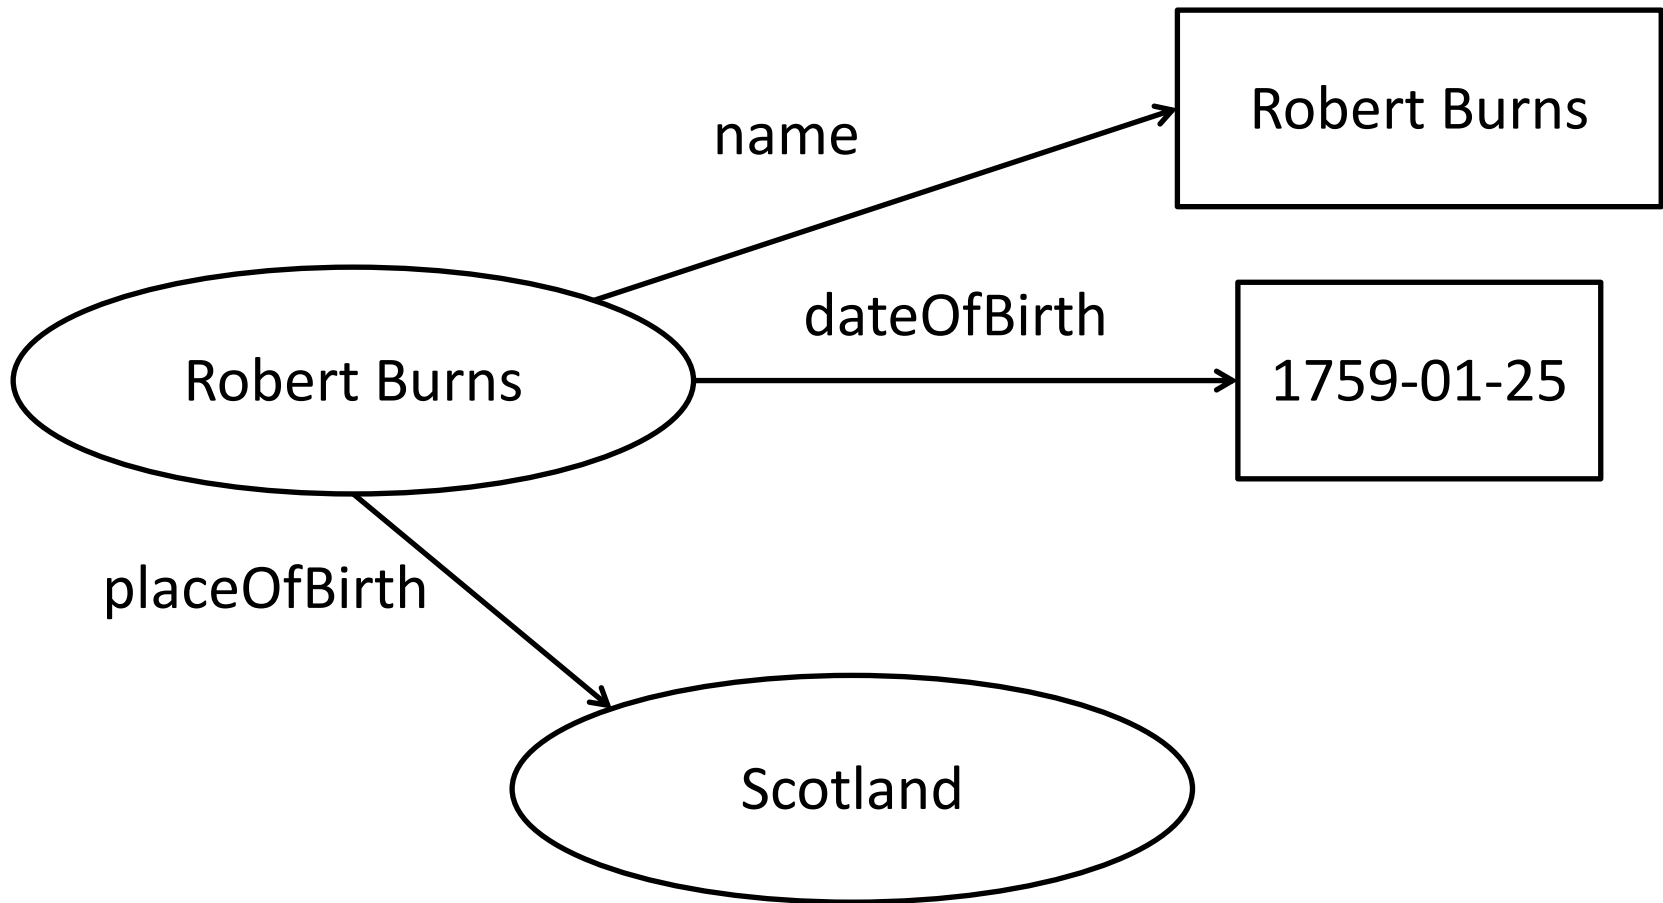 Robert Burns
name
dateOfBirth
Robert Burns
1759-01-25
placeOfBirth
Scotland